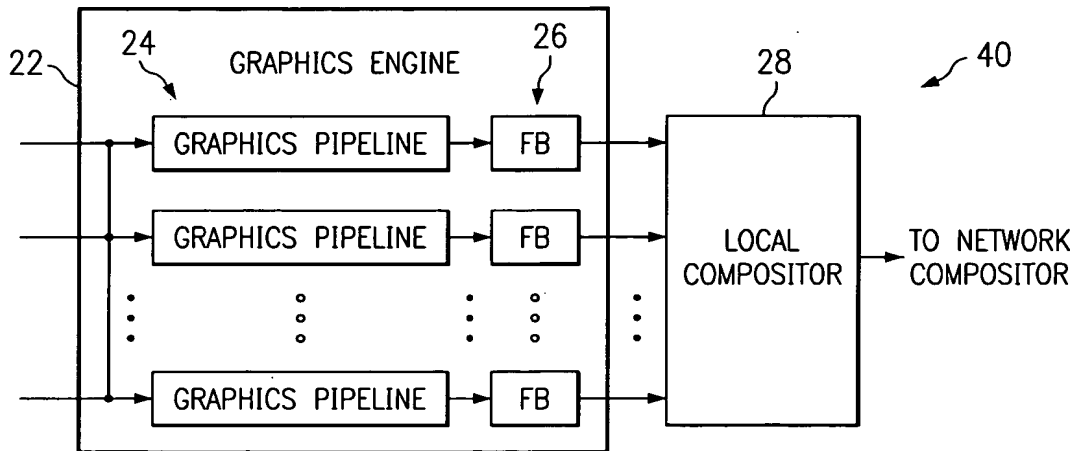 22
24
GRAPHICS ENGINE
26
28
40
GRAPHICS PIPELINE
FB
GRAPHICS PIPELINE
FB
LOCAL
COMPOSITOR
TO NETWORK
COMPOSITOR
GRAPHICS PIPELINE
FB